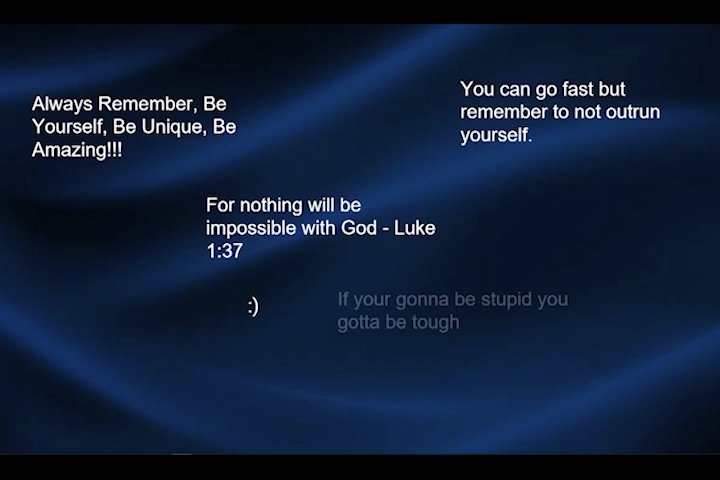 Always Remember, Be
Yourself, Be Unique, Be
Amazing!!!
You can go fast but
remember to not outrun
yourself.
For nothing will be
impossible with God - Luke
1:37
:)
If your gonna be stupid you
gotta be tough